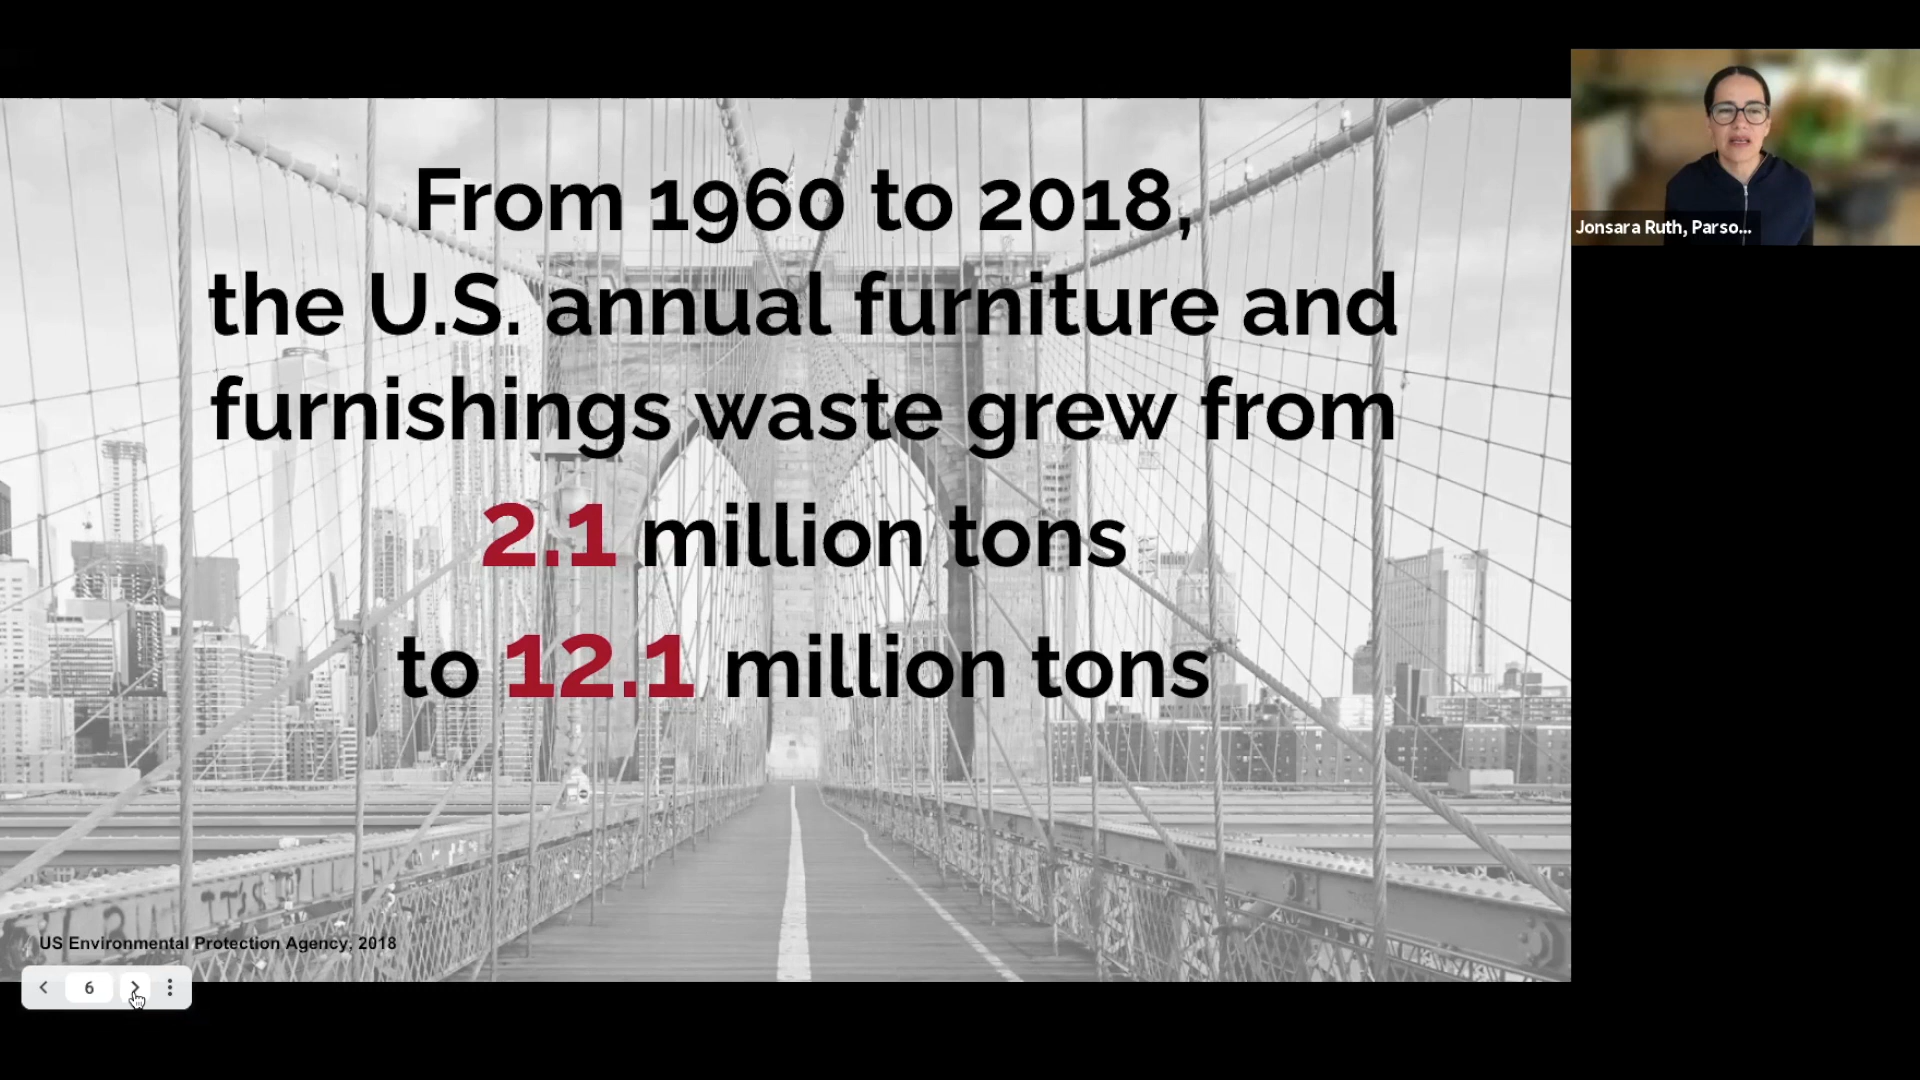 From 1960 to 2018,
the U.S. annual furniture and
furnishings waste grew from
2.1 million tons
to 12.1 million tons
US Environmental Protection Agency, 2018
6
Jonsara Ruth, Parso...